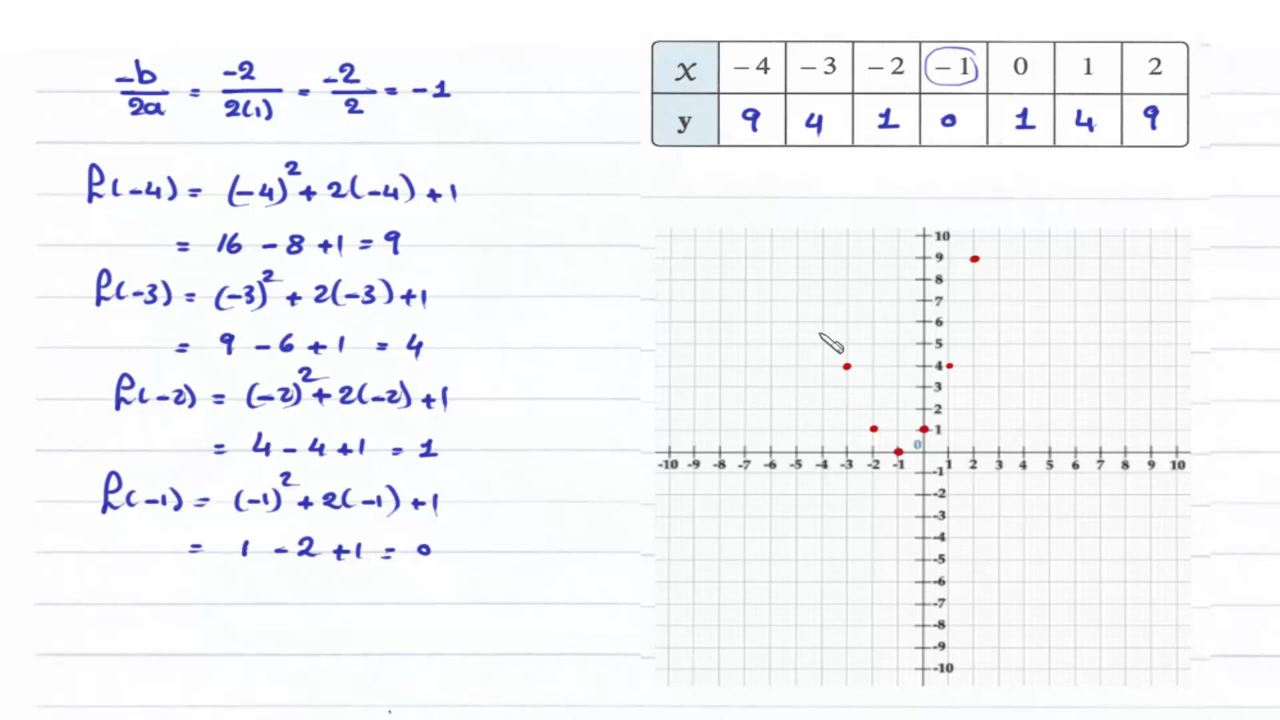 -b/2a = -2/2(1) = -2/2 = -1
f(-4) = (-4)² + 2(-4) + 1
= 16 - 8 + 1 = 9
f(-3) = (-3)² + 2(-3) + 1
= 9 - 6 + 1 = 4
f(-2) = (-2)² + 2(-2) + 1
= 4 - 4 + 1 = 1
f(-1) = (-1)² + 2(-1) + 1
= 1 - 2 + 1 = 0
x -4 -3 -2 -1 0 1 2
y 9 4 1 0 1 4 9
10
9
8
7
6
5
4
3
2
1
0
-10 -9 -8 -7 -6 -5 -4 -3 -2 -1 1 2 3 4 5 6 7 8 9 10
-1
-2
-3
-4
-5
-6
-7
-8
-9
-10